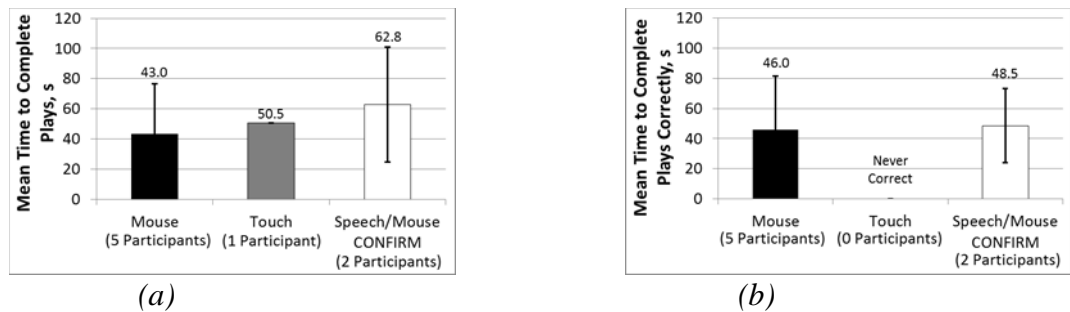 Mean Time to Complete
Plays, s
120
100
80
60
40
20
0
43.0
50.5
62.8
Mouse
(5 Participants)
Touch
(1 Participant)
Speech/Mouse
CONFIRM
(2 Participants)
(a)
Mean Time to Complete
Plays Correctly, s
120
100
80
60
40
20
0
46.0
Never
Correct
48.5
Mouse
(5 Participants)
Touch
(0 Participants)
Speech/Mouse
CONFIRM
(2 Participants)
(b)